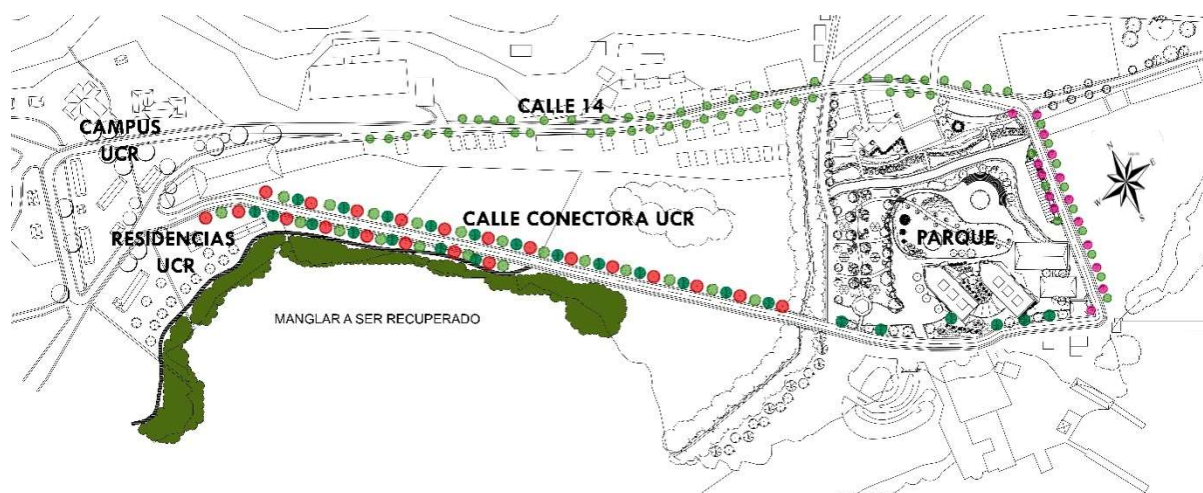 CALLE 14
CAMPUS
UCR
CALLE CONECTORA UCR
RESIDENCIAS
UCR
PARQUE
MANGLAR A SER RECUPERADO
N
E
S